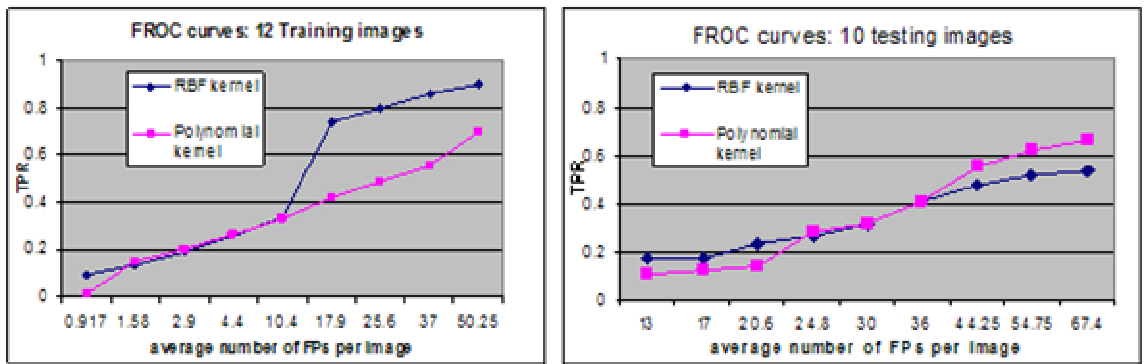 FROC curves: 12 Training images
1
0.8
0.6
0.4
0.2
0
TPR
RBF kernel
Polynomial
kernel
0.917 1.58 2.9 4.4 10.4 17.9 25.6 37 50.25
average number of FPs per Image
FROC curves: 10 testing images
1
0.8
0.6
0.4
0.2
0
TPR
RBF kernel
Polynomial
kernel
13 17 20.6 24.8 30 36 44.25 54.75 67.4
average number of FPs per Image